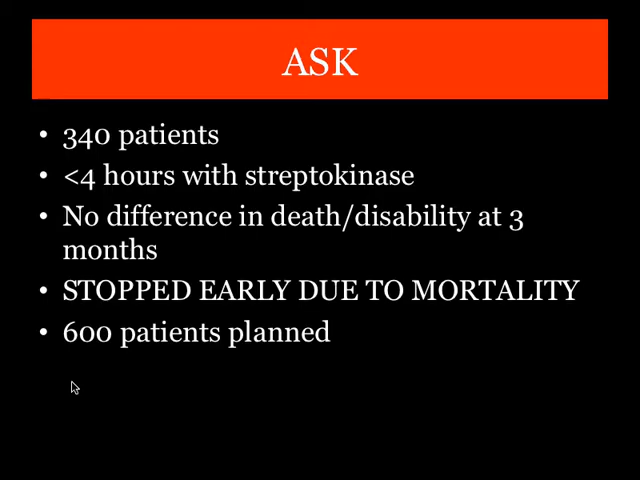 ASK
• 340 patients
• <4 hours with streptokinase
• No difference in death/disability at 3
months
• STOPPED EARLY DUE TO MORTALITY
• 600 patients planned